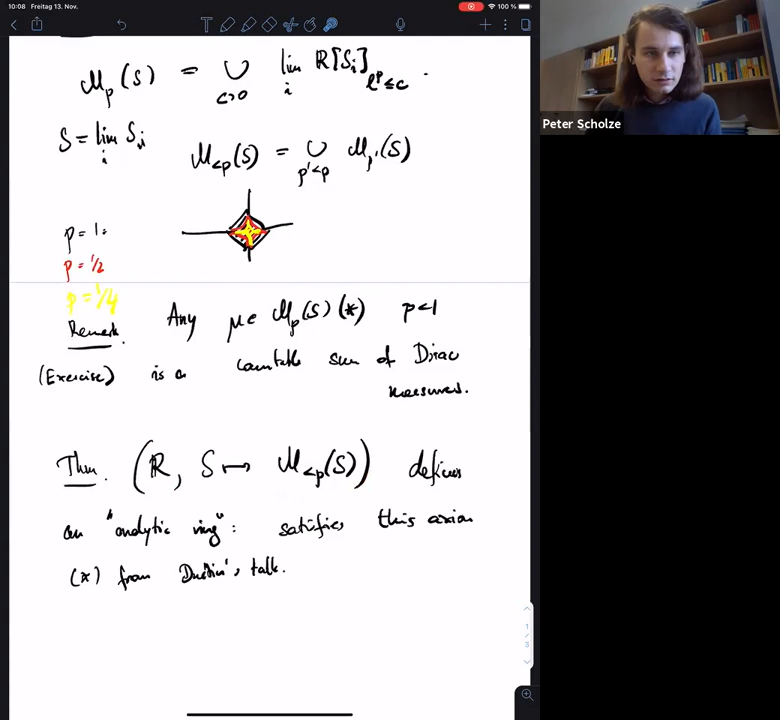 10:08 Freitag 13. Nov.
100 %
Peter Scholze
M_p(S) = ∪_{c>0} lim_i R[S_i]_{ℓ^p≤c} .
S = lim_i S_i
M_{<p}(S) = ∪_{p'<p} M_{p'}(S)
p = 1:
p = 1/2
p = 1/4
Remark. Any μ ∈ M_p(S)(*) p<1
(Exercise) is a countable sum of Dirac
measures.
Thm. (R, S ↦ M_{<p}(S)) defines
an "analytic ring": satisfies this axiom
(*) from Dustin's talk.
1 / 3